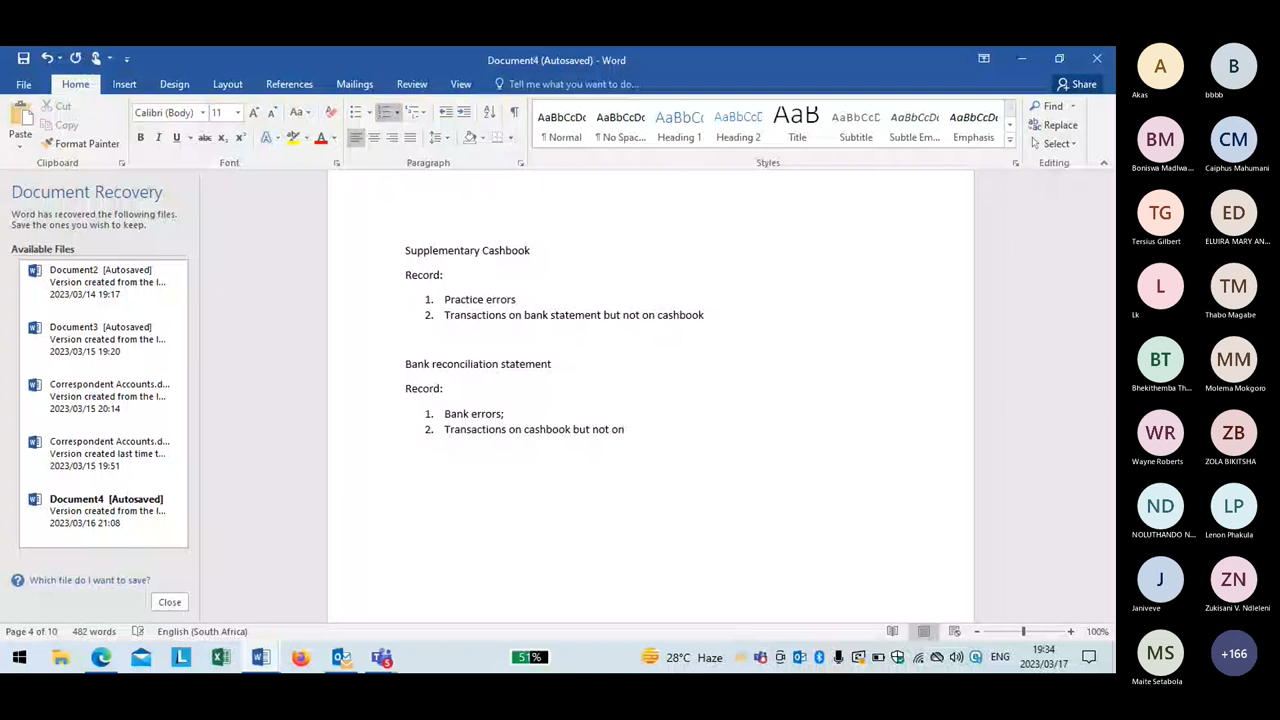 Document4 (Autosaved) - Word
File Home Insert Design Layout References Mailings Review View Tell me what you want to do... Share
Paste
Cut
Copy
Format Painter
Clipboard
Calibri (Body) 11
Font
Paragraph
AaBbCcDc AaBbCcDc AaBbCc AaBbCcD AaB AaBbCcD AaBbCcDc AaBbCcDc
¶ Normal ¶ No Spac... Heading 1 Heading 2 Title Subtitle Subtle Em... Emphasis
Styles
Find
Replace
Select
Editing
Document Recovery
Word has recovered the following files.
Save the ones you wish to keep.
Available Files
Document2 [Autosaved]
Version created from the l...
2023/03/14 19:17
Document3 [Autosaved]
Version created from the l...
2023/03/15 19:20
Correspondent Accounts.d...
Version created from the l...
2023/03/15 20:14
Correspondent Accounts.d...
Version created last time t...
2023/03/15 19:51
Document4 [Autosaved]
Version created from the l...
2023/03/16 21:08
Which file do I want to save?
Close
Supplementary Cashbook
Record:
1. Practice errors
2. Transactions on bank statement but not on cashbook
Bank reconciliation statement
Record:
1. Bank errors;
2. Transactions on cashbook but not on
Page 4 of 10 482 words English (South Africa) 100%
51% 28°C Haze ENG 19:34
2023/03/17
A B
Akas bbbb
BM CM
Boniswa Madlwa... Caiphus Mahumani
TG ED
Tersius Gilbert ELUIRA MARY AN...
L TM
Lk Thabo Magabe
BT MM
Bhekithemba Th... Molema Mokgoro
WR ZB
Wayne Roberts ZOLA BIKITSHA
ND LP
NOLUTHANDO N... Lenon Phakula
J ZN
Janiveve Zukisani V. Ndleleni
MS +166
Maite Setabola